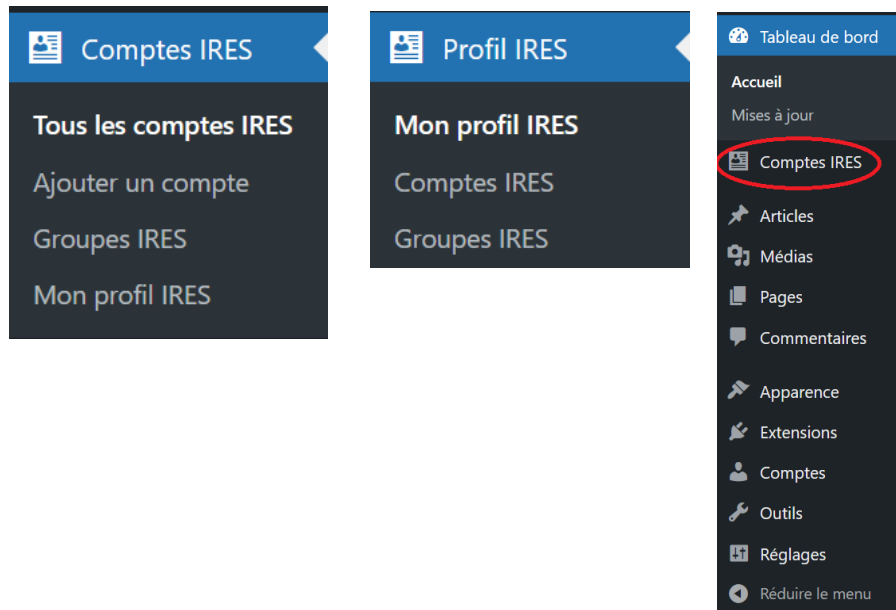 Comptes IRES
Tous les comptes IRES
Ajouter un compte
Groupes IRES
Mon profil IRES
Profil IRES
Mon profil IRES
Comptes IRES
Groupes IRES
Tableau de bord
Accueil
Mises à jour
Comptes IRES
Articles
Médias
Pages
Commentaires
Apparence
Extensions
Comptes
Outils
Réglages
Réduire le menu